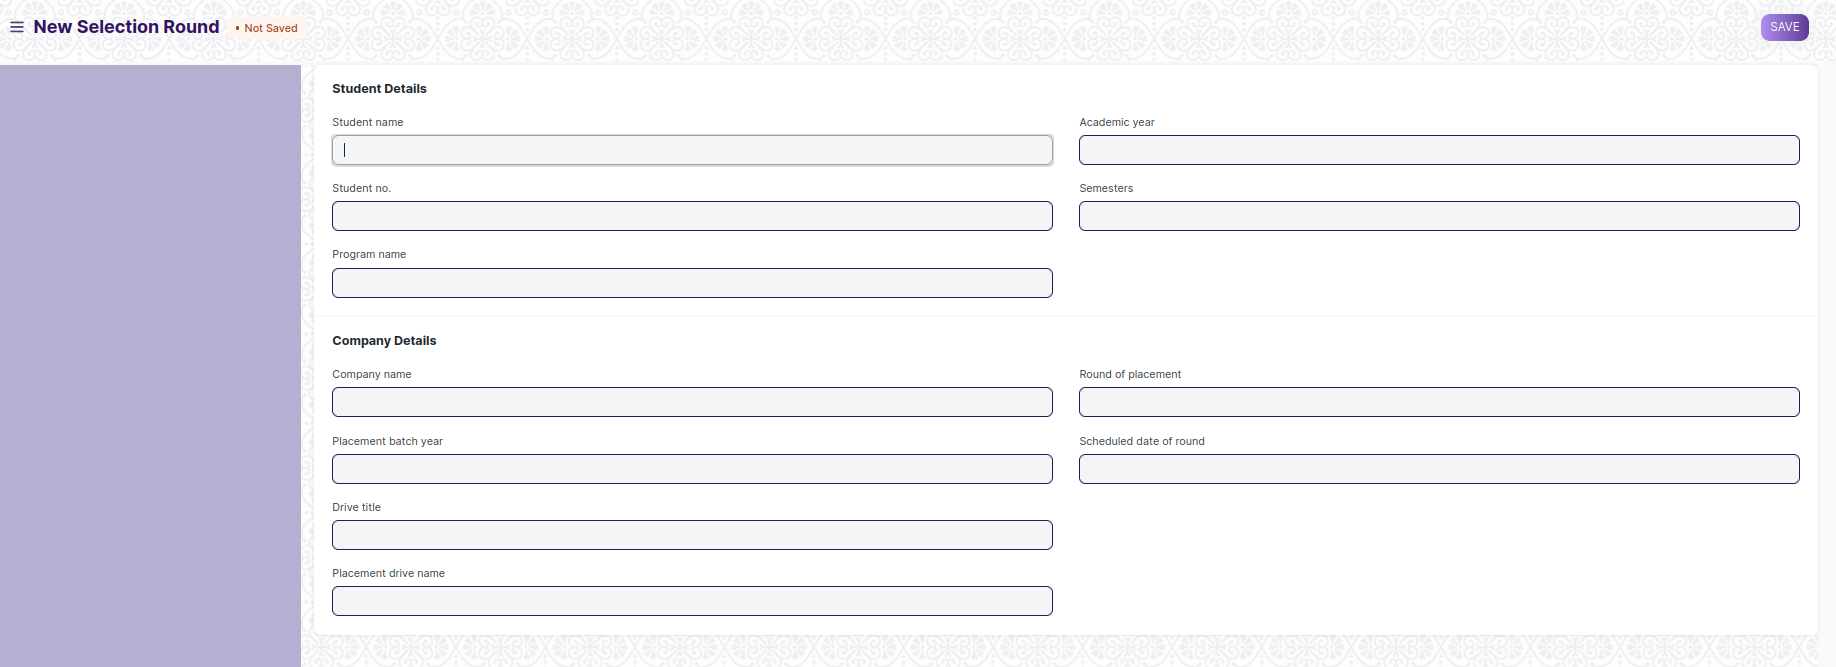 New Selection Round
• Not Saved
SAVE
Student Details
Student name
Academic year
Student no.
Semesters
Program name
Company Details
Company name
Round of placement
Placement batch year
Scheduled date of round
Drive title
Placement drive name